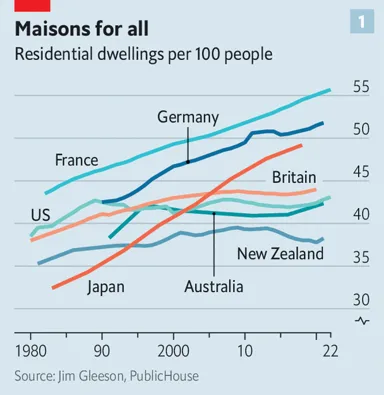 Maisons for all
1
Residential dwellings per 100 people
55
Germany
50
France
Britain
45
US
40
New Zealand
35
Japan
Australia
30
1980 90 2000 10 22
Source: Jim Gleeson, PublicHouse